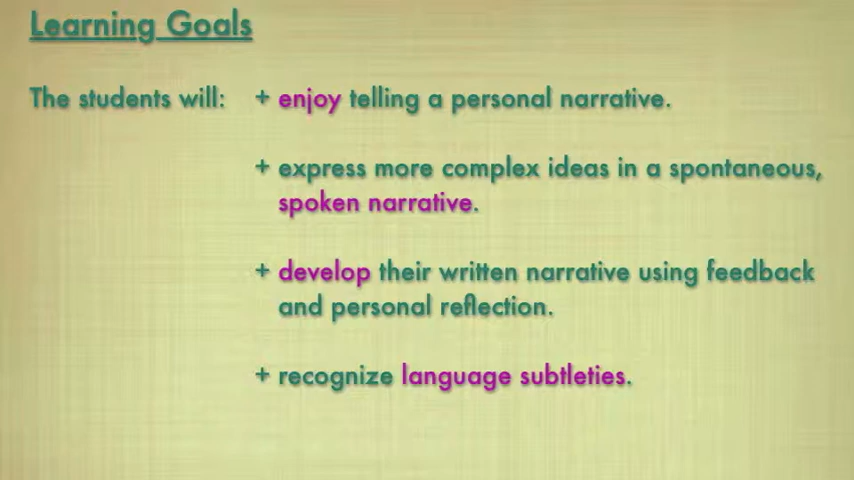 Learning Goals
The students will: + enjoy telling a personal narrative.
+ express more complex ideas in a spontaneous,
spoken narrative.
+ develop their written narrative using feedback
and personal reflection.
+ recognize language subtleties.